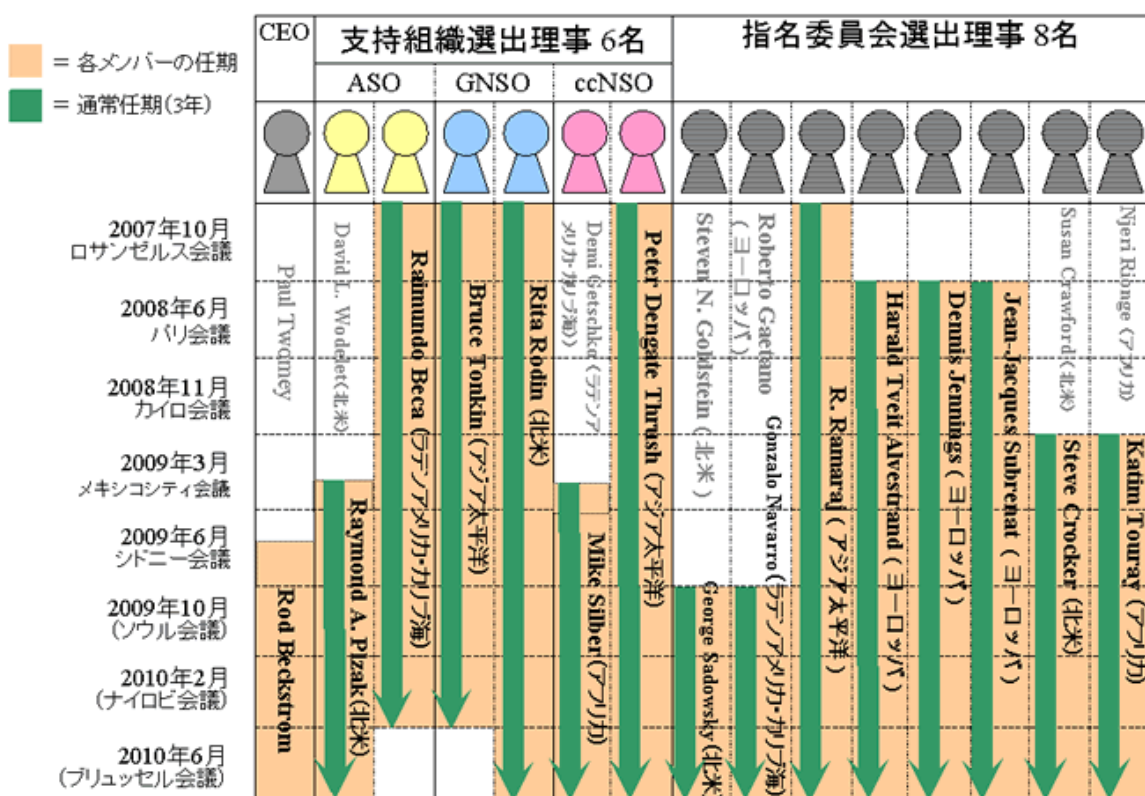 = 各メンバーの任期
= 通常任期(3年)
CEO
支持組織選出理事 6名
指名委員会選出理事 8名
ASO
GNSO
ccNSO
2007年10月
ロサンゼルス会議
2008年6月
パリ会議
2008年11月
カイロ会議
2009年3月
メキシコシティ会議
2009年6月
シドニー会議
2009年10月
(ソウル会議)
2010年2月
(ナイロビ会議)
2010年6月
(ブリュッセル会議)
Paul Twomey
Rod Beckstrom
David L. Wodelet(北米)
Raymond A. Plzak(北米)
Raimundo Beca (ラテンアメリカ・カリブ海)
Bruce Tonkin (アジア太平洋)
Rita Rodin (北米)
Demi Getschko (ラテンア
メリカ・カリブ海))
Mike Silber(アフリカ)
Peter Dengate Thrush (アジア太平洋)
Steven N. Goldstein (北米)
George Sadowsky(北米)
Roberto Gaetano
(ヨーロッパ)
Gonzalo Navarro(ラテンアメリカ・カリブ海)
R. Ramaraj (アジア太平洋)
Harald Tveit Alvestrand (ヨーロッパ)
Dennis Jennings (ヨーロッパ)
Jean-Jacques Subrenat (ヨーロッパ)
Susan Crawford(北米)
Steve Crocker (北米)
Njeri Rionge (アフリカ)
Katim Touray (アフリカ)